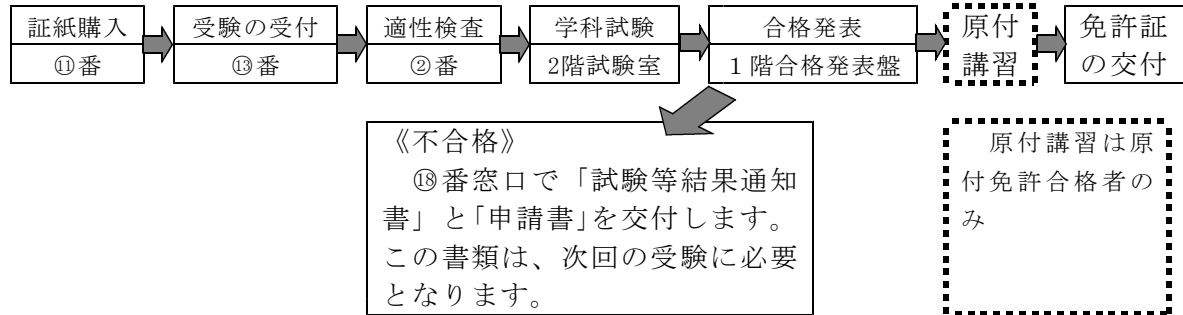 証紙購入
⑪番
受験の受付
⑬番
適性検査
②番
学科試験
2階試験室
合格発表
1階合格発表盤
原付
講習
免許証
の交付
《不合格》
⑱番窓口で「試験等結果通知
書」と「申請書」を交付します。
この書類は、次回の受験に必要
となります。
原付講習は原
付免許合格者の
み